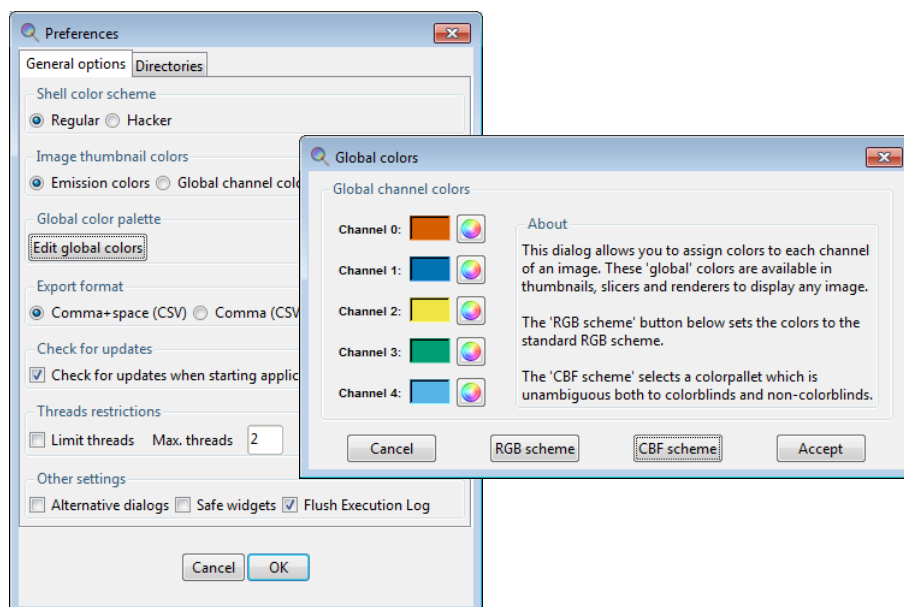 Preferences
General options Directories
Shell color scheme
Regular Hacker
Image thumbnail colors
Emission colors Global channel colo
Global color palette
Edit global colors
Export format
Comma+space (CSV) Comma (CSV
Check for updates
Check for updates when starting applic
Threads restrictions
Limit threads Max. threads 2
Other settings
Alternative dialogs Safe widgets Flush Execution Log
Cancel OK
Global colors
Global channel colors
Channel 0:
Channel 1:
Channel 2:
Channel 3:
Channel 4:
About
This dialog allows you to assign colors to each channel
of an image. These 'global' colors are available in
thumbnails, slicers and renderers to display any image.
The 'RGB scheme' button below sets the colors to the
standard RGB scheme.
The 'CBF scheme' selects a colorpallet which is
unambiguous both to colorblinds and non-colorblinds.
Cancel RGB scheme CBF scheme Accept